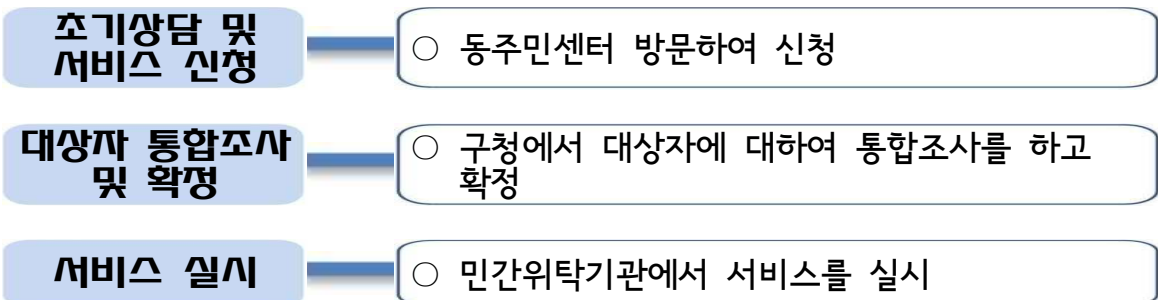 초기상담 및
서비스 신청
○ 동주민센터 방문하여 신청
대상자 통합조사
및 확정
○ 구청에서 대상자에 대하여 통합조사를 하고
확정
서비스 실시
○ 민간위탁기관에서 서비스를 실시